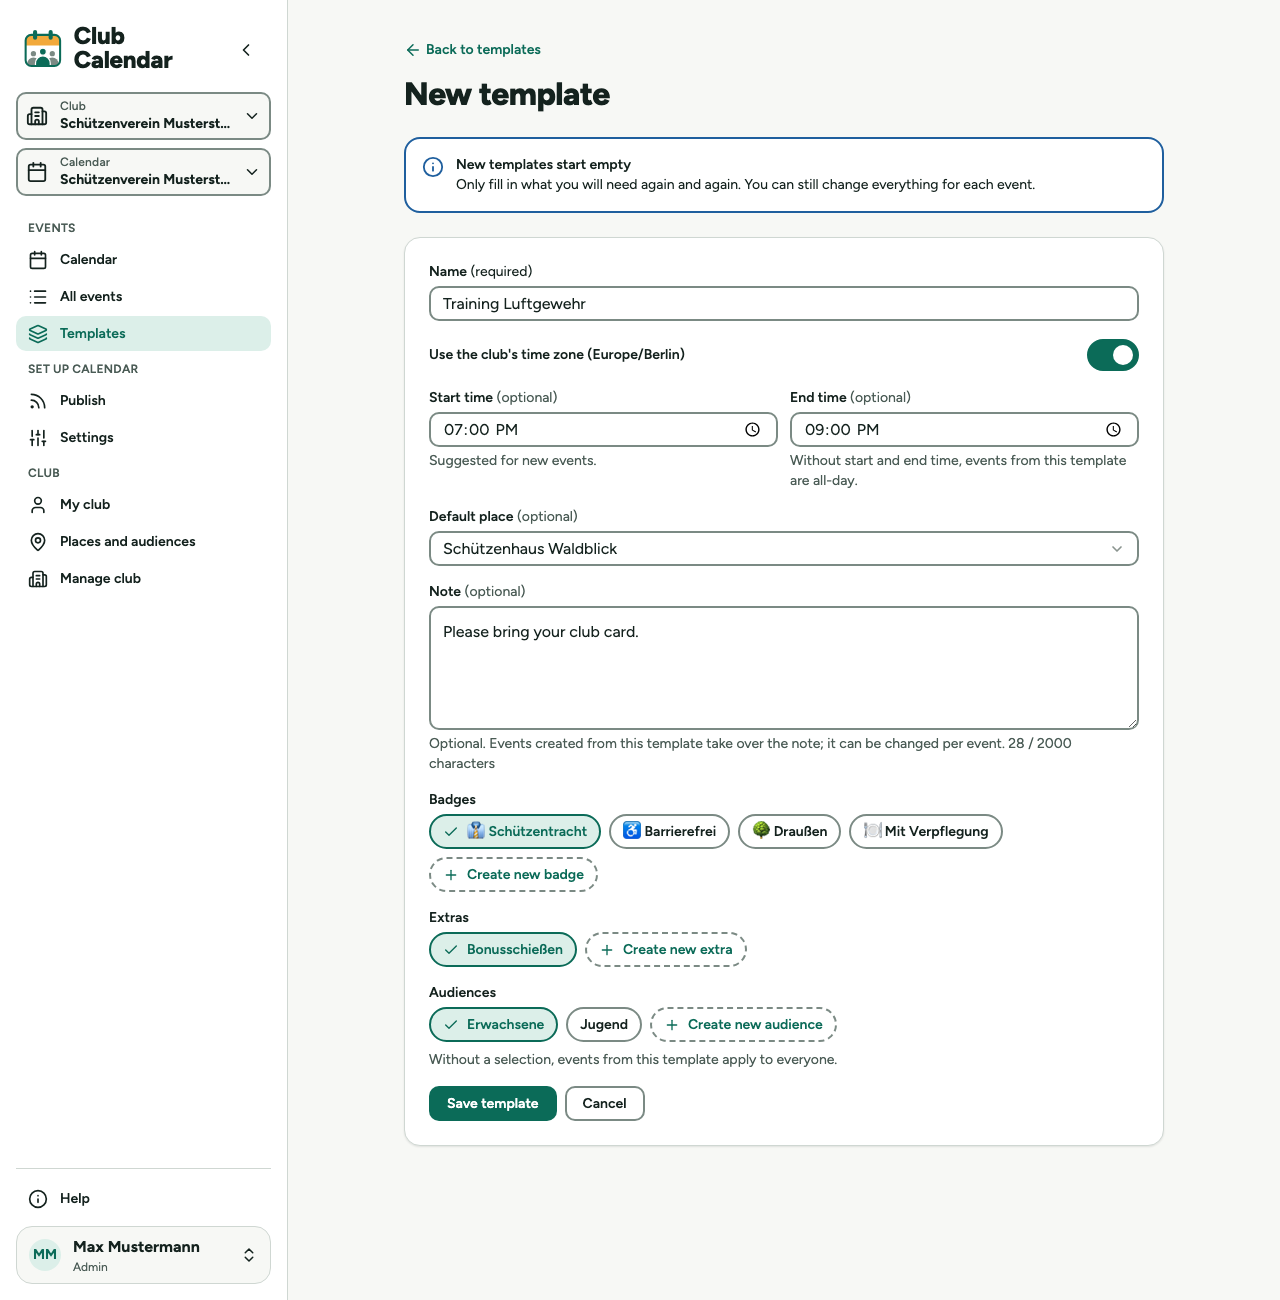 Club
Calendar
Club
Schützenverein Musterst...
Calendar
Schützenverein Musterst...
EVENTS
Calendar
All events
Templates
SET UP CALENDAR
Publish
Settings
CLUB
My club
Places and audiences
Manage club
Help
MM
Max Mustermann
Admin
Back to templates
New template
New templates start empty
Only fill in what you will need again and again. You can still change everything for each event.
Name (required)
Training Luftgewehr
Use the club's time zone (Europe/Berlin)
Start time (optional)
End time (optional)
07:00 PM
09:00 PM
Suggested for new events.
Without start and end time, events from this template
are all-day.
Default place (optional)
Schützenhaus Waldblick
Note (optional)
Please bring your club card.
Optional. Events created from this template take over the note; it can be changed per event. 28 / 2000
characters
Badges
Schützentracht
Barrierefrei
Draußen
Mit Verpflegung
Create new badge
Extras
Bonusschießen
Create new extra
Audiences
Erwachsene
Jugend
Create new audience
Without a selection, events from this template apply to everyone.
Save template
Cancel